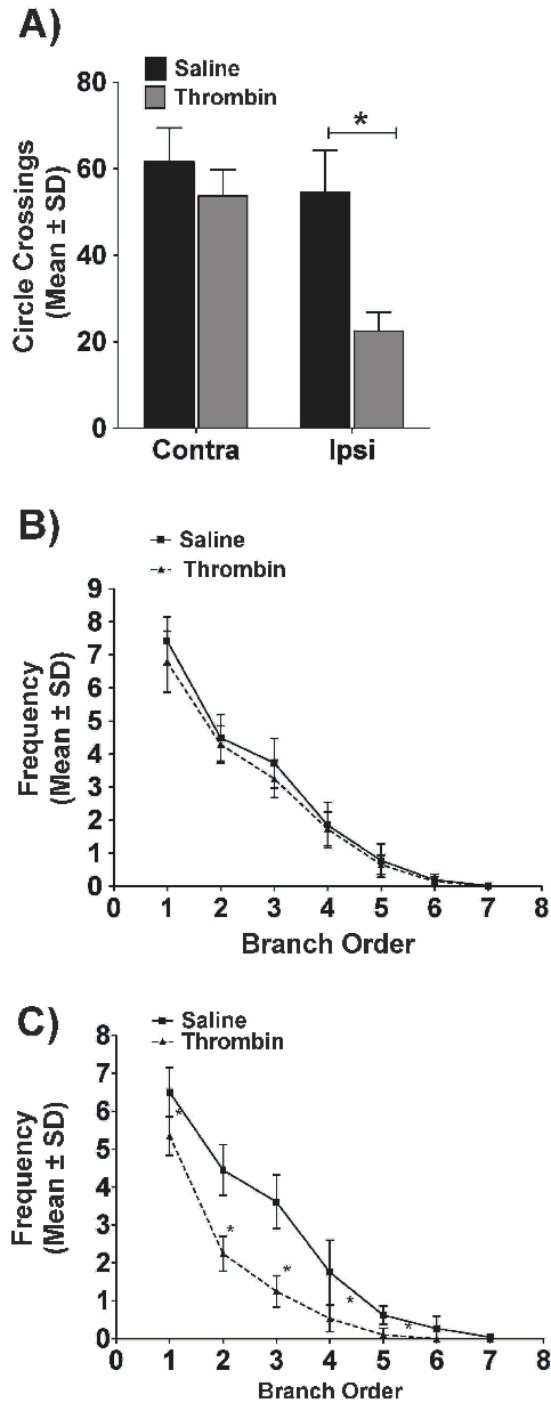 A)
Saline
Thrombin
*
80
60
40
20
0
Circle Crossings
(Mean ± SD)
Contra Ipsi
B)
Saline
Thrombin
9
8
7
6
5
4
3
2
1
0
Frequency
(Mean ± SD)
0 1 2 3 4 5 6 7 8
Branch Order
C)
Saline
Thrombin
8
7
6
5
4
3
2
1
0
Frequency
(Mean ± SD)
*
*
*
*
*
0 1 2 3 4 5 6 7 8
Branch Order